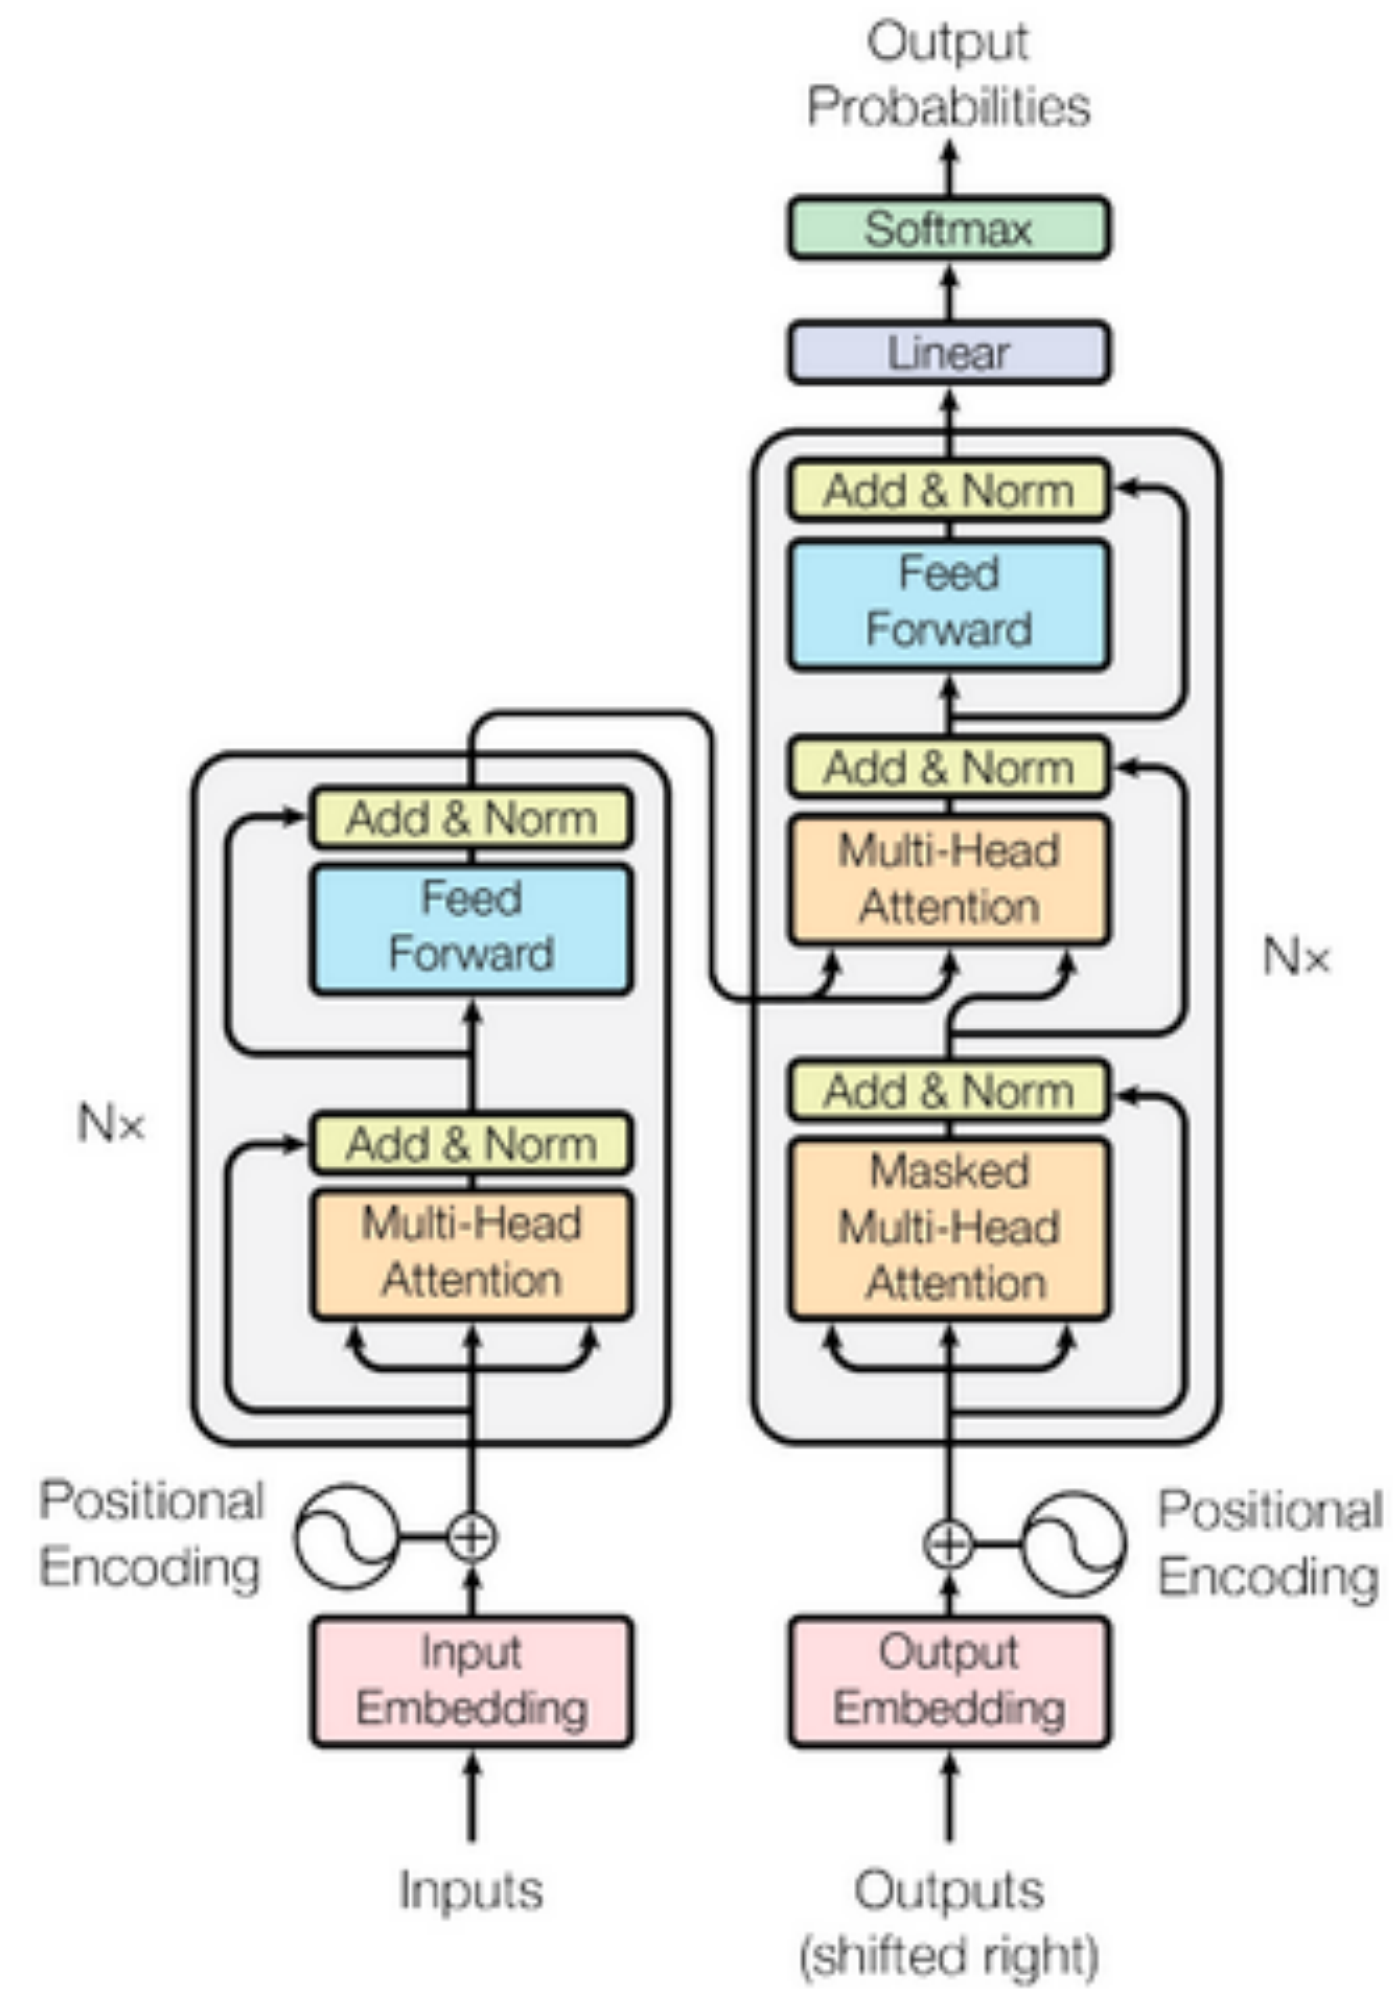 Output
Probabilities
Softmax
Linear
Add & Norm
Feed
Forward
Add & Norm
Multi-Head
Attention
Add & Norm
Masked
Multi-Head
Attention
Nx
Add & Norm
Feed
Forward
Add & Norm
Multi-Head
Attention
Nx
Positional
Encoding
Positional
Encoding
Input
Embedding
Output
Embedding
Inputs
Outputs
(shifted right)